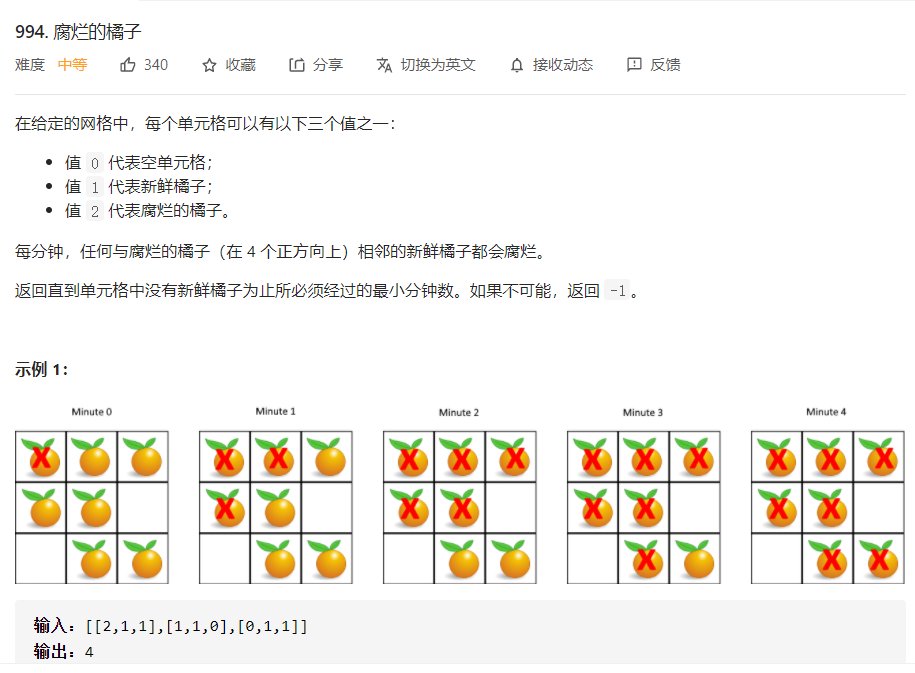 994. 腐烂的橘子
难度 中等 340 收藏 分享 切换为英文 接收动态 反馈
在给定的网格中，每个单元格可以有以下三个值之一：
• 值 0 代表空单元格；
• 值 1 代表新鲜橘子；
• 值 2 代表腐烂的橘子。
每分钟，任何与腐烂的橘子（在 4 个正方向上）相邻的新鲜橘子都会腐烂。
返回直到单元格中没有新鲜橘子为止所必须经过的最小分钟数。如果不可能，返回 -1 。
示例 1：
Minute 0 Minute 1 Minute 2 Minute 3 Minute 4
输入：[[2,1,1],[1,1,0],[0,1,1]]
输出：4